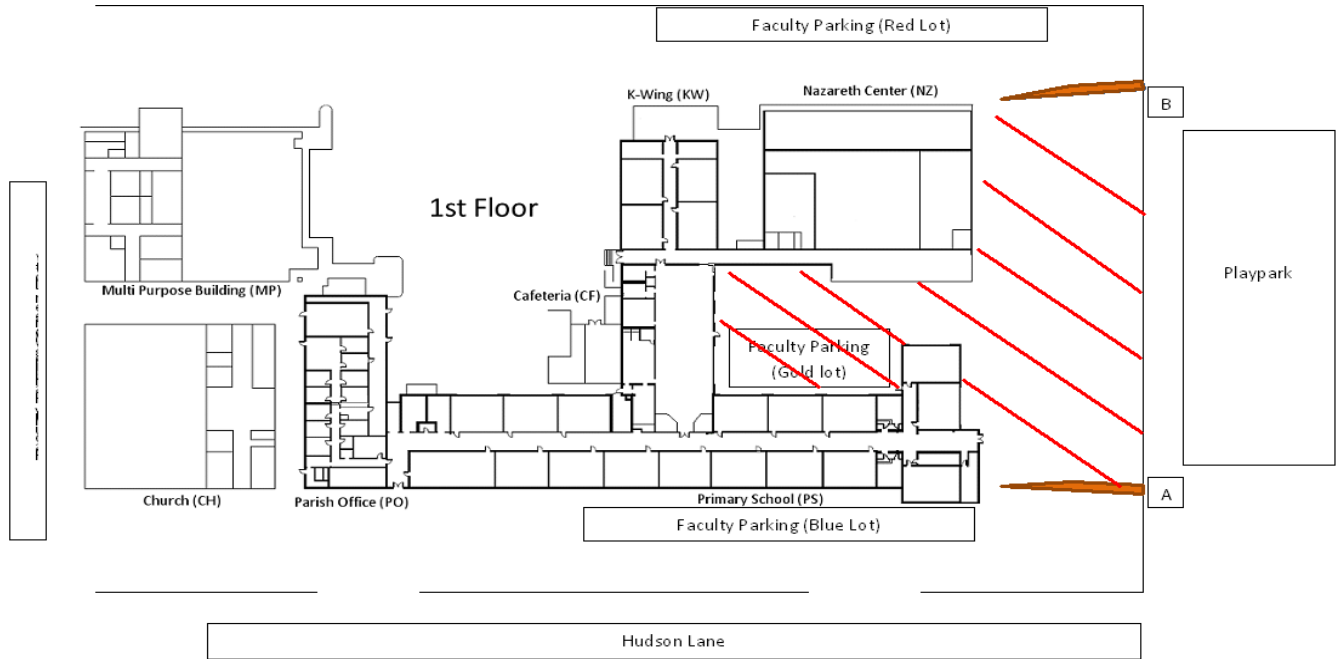 Faculty Parking (Red Lot)
K-Wing (KW)
Nazareth Center (NZ)
B
1st Floor
Playpark
Multi Purpose Building (MP)
Cafeteria (CF)
Faculty Parking
(Gold lot)
A
Church (CH)
Parish Office (PO)
Primary School (PS)
Faculty Parking (Blue Lot)
Hudson Lane